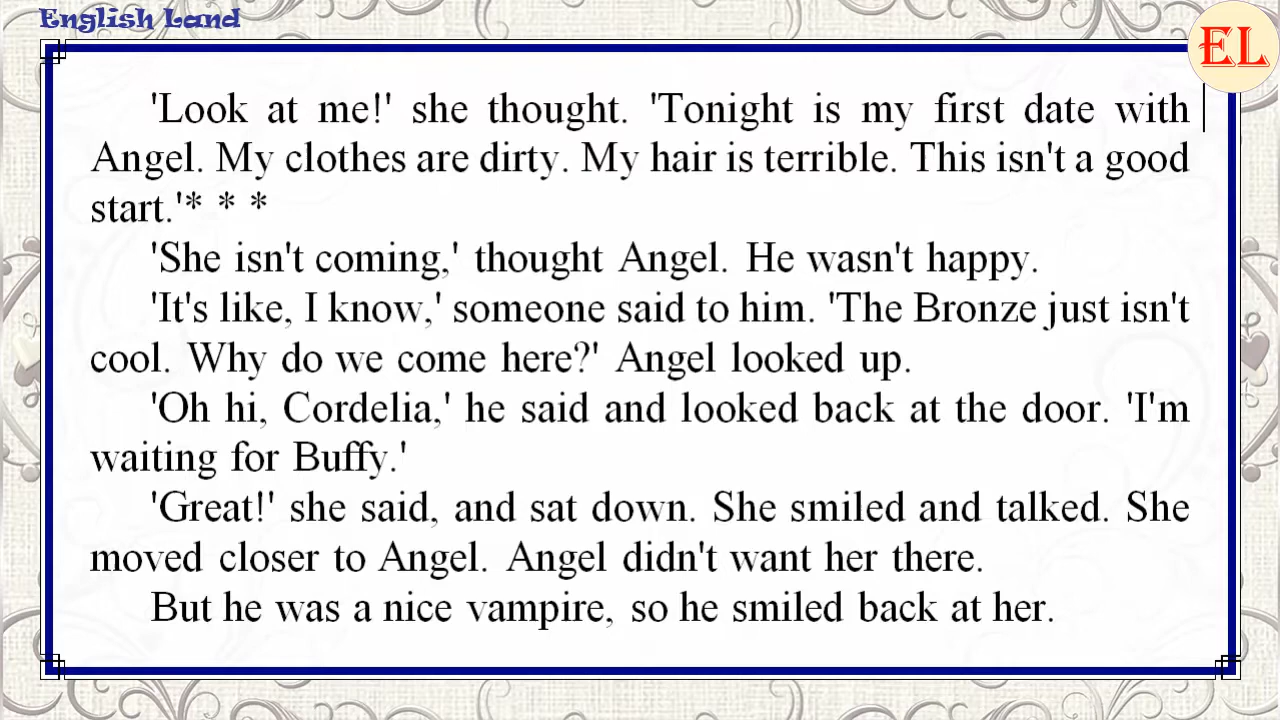 English Land
EL
'Look at me!' she thought. 'Tonight is my first date with
Angel. My clothes are dirty. My hair is terrible. This isn't a good
start.'* * *
'She isn't coming,' thought Angel. He wasn't happy.
'It's like, I know,' someone said to him. 'The Bronze just isn't
cool. Why do we come here?' Angel looked up.
'Oh hi, Cordelia,' he said and looked back at the door. 'I'm
waiting for Buffy.'
'Great!' she said, and sat down. She smiled and talked. She
moved closer to Angel. Angel didn't want her there.
But he was a nice vampire, so he smiled back at her.